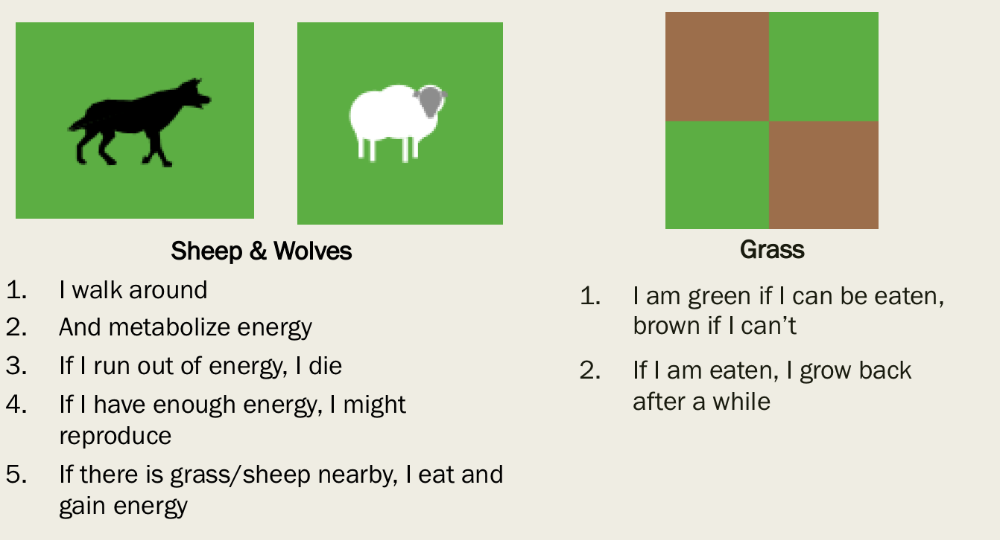 Sheep & Wolves
1. I walk around
2. And metabolize energy
3. If I run out of energy, I die
4. If I have enough energy, I might
reproduce
5. If there is grass/sheep nearby, I eat and
gain energy
Grass
1. I am green if I can be eaten,
brown if I can’t
2. If I am eaten, I grow back
after a while